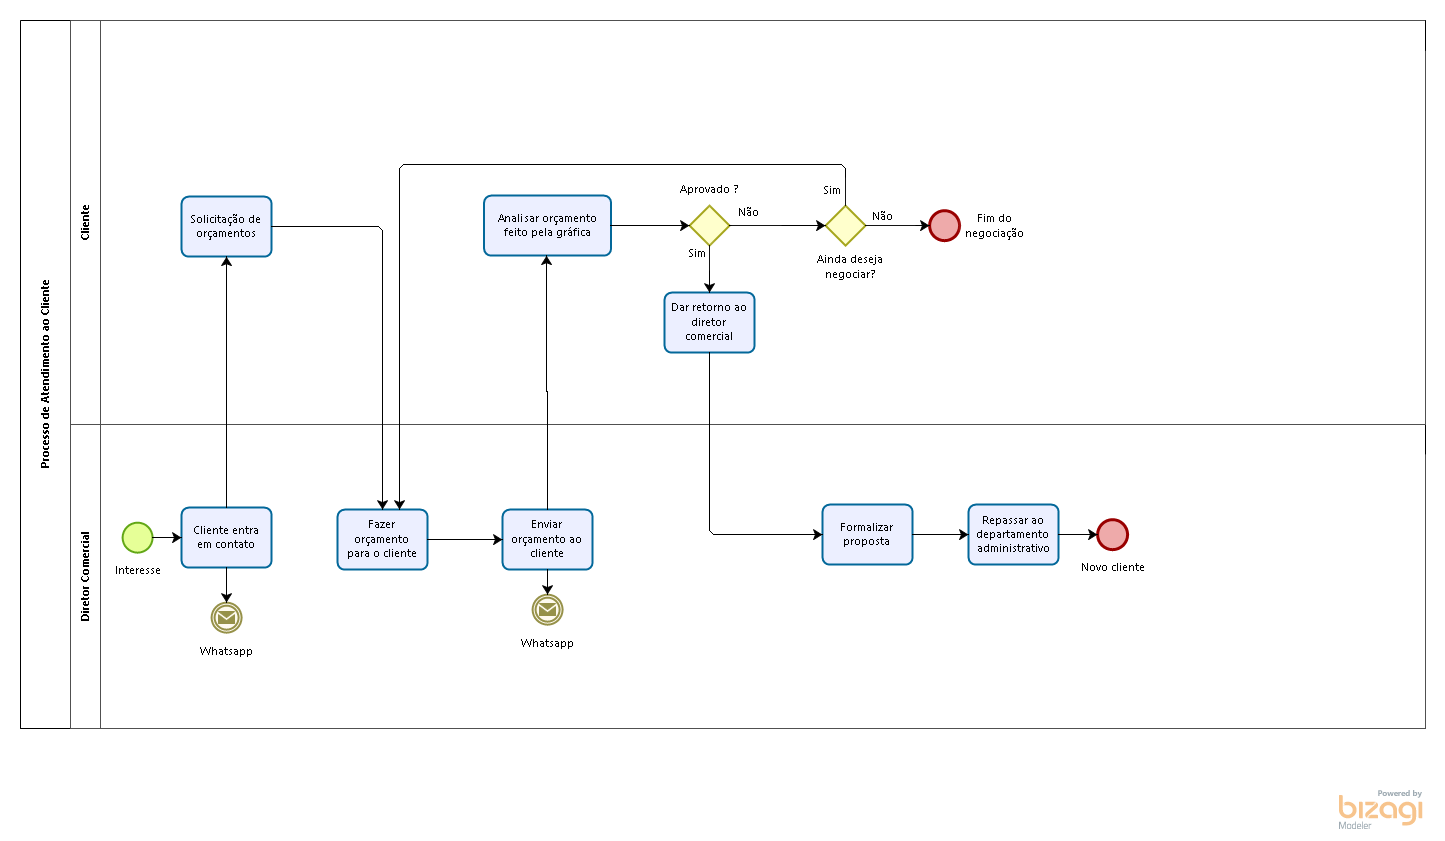 Processo de Atendimento ao Cliente
Cliente
Solicitação de
orçamentos
Analisar orçamento
feito pela gráfica
Aprovado ?
Não
Sim
Sim
Não
Ainda deseja
negociar?
Fim do
negociação
Dar retorno ao
diretor
comercial
Diretor Comercial
Interesse
Cliente entra
em contato
Whatsapp
Fazer
orçamento
para o cliente
Enviar
orçamento ao
cliente
Whatsapp
Formalizar
proposta
Repassar ao
departamento
administrativo
Novo cliente
Powered by
bizagi
Modeler